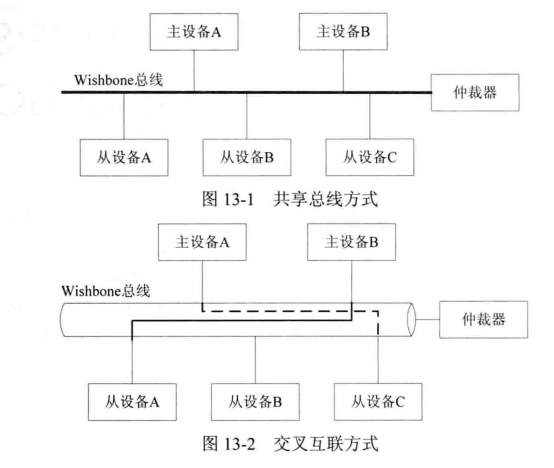 主设备A
主设备B
Wishbone总线
仲裁器
从设备A
从设备B
从设备C
图 13-1 共享总线方式
主设备A
主设备B
Wishbone总线
仲裁器
从设备A
从设备B
从设备C
图 13-2 交叉互联方式